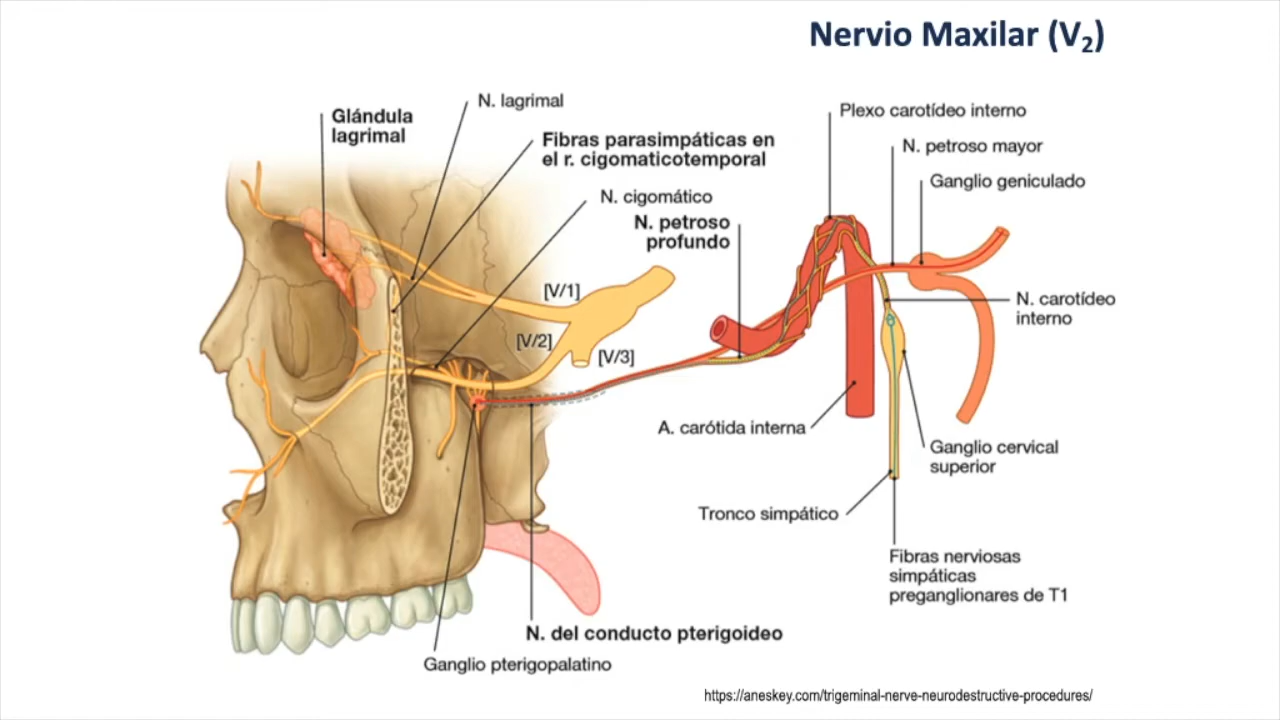 Nervio Maxilar (V₂)
N. lagrimal
Glándula
lagrimal
Fibras parasimpáticas en
el r. cigomaticotemporal
N. cigomático
N. petroso
profundo
Plexo carotídeo interno
N. petroso mayor
Ganglio geniculado
[V/1]
[V/2]
[V/3]
N. carotídeo
interno
A. carótida interna
Ganglio cervical
superior
Tronco simpático
Fibras nerviosas
simpáticas
preganglionares de T1
N. del conducto pterigoideo
Ganglio pterigopalatino
https://aneskey.com/trigeminal-nerve-neurodestructive-procedures/